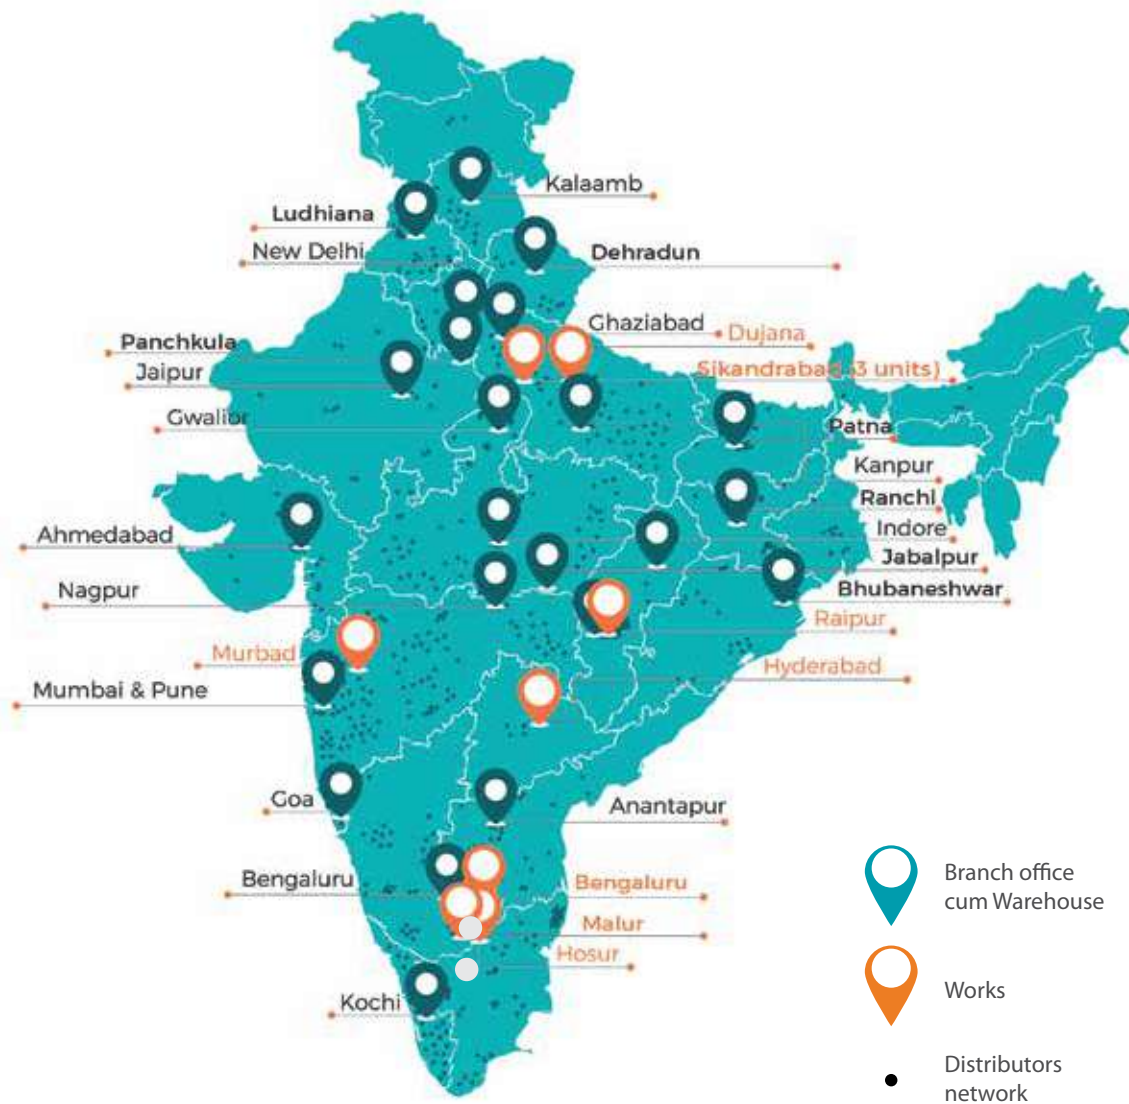 Kalaamb
Ludhiana
New Delhi
Dehradun
Ghaziabad
Dujana
Panchkula
Jaipur
Sikandrabad (3 units)
Gwalior
Patna
Kanpur
Ranchi
Ahmedabad
Indore
Jabalpur
Nagpur
Bhubaneshwar
Raipur
Murbad
Hyderabad
Mumbai & Pune
Goa
Anantapur
Bengaluru
Bengaluru
Malur
Hosur
Kochi
Branch office
cum Warehouse
Works
Distributors
network